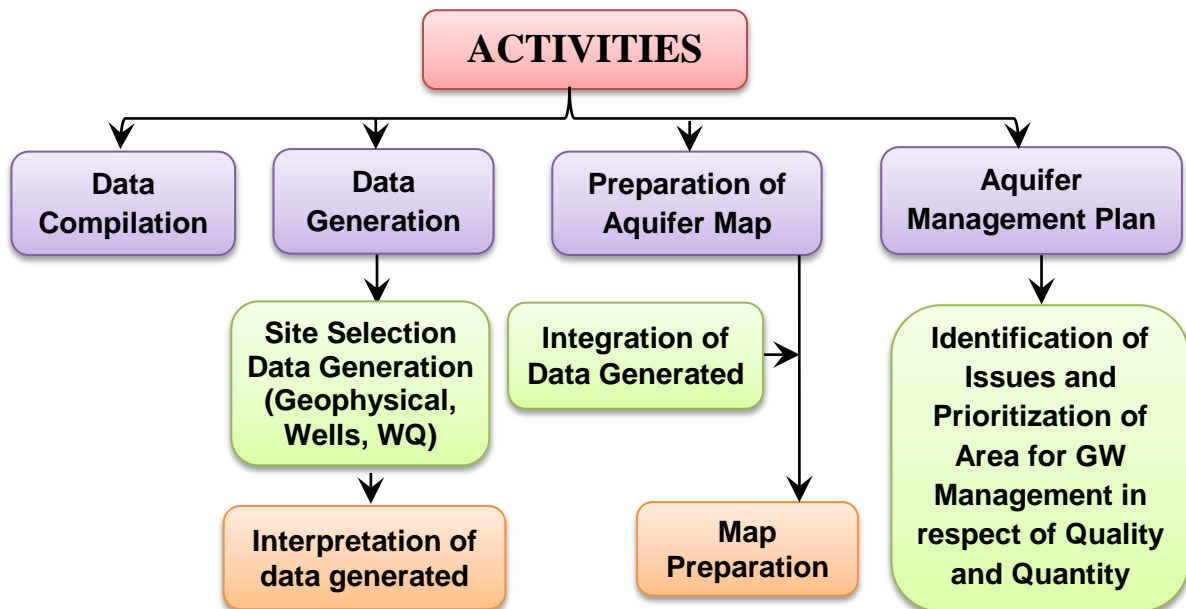 ACTIVITIES
Data
Compilation
Data
Generation
Preparation of
Aquifer Map
Aquifer
Management Plan
Site Selection
Data Generation
(Geophysical,
Wells, WQ)
Integration of
Data Generated
Identification of
Issues and
Prioritization of
Area for GW
Management in
respect of Quality
and Quantity
Interpretation of
data generated
Map
Preparation